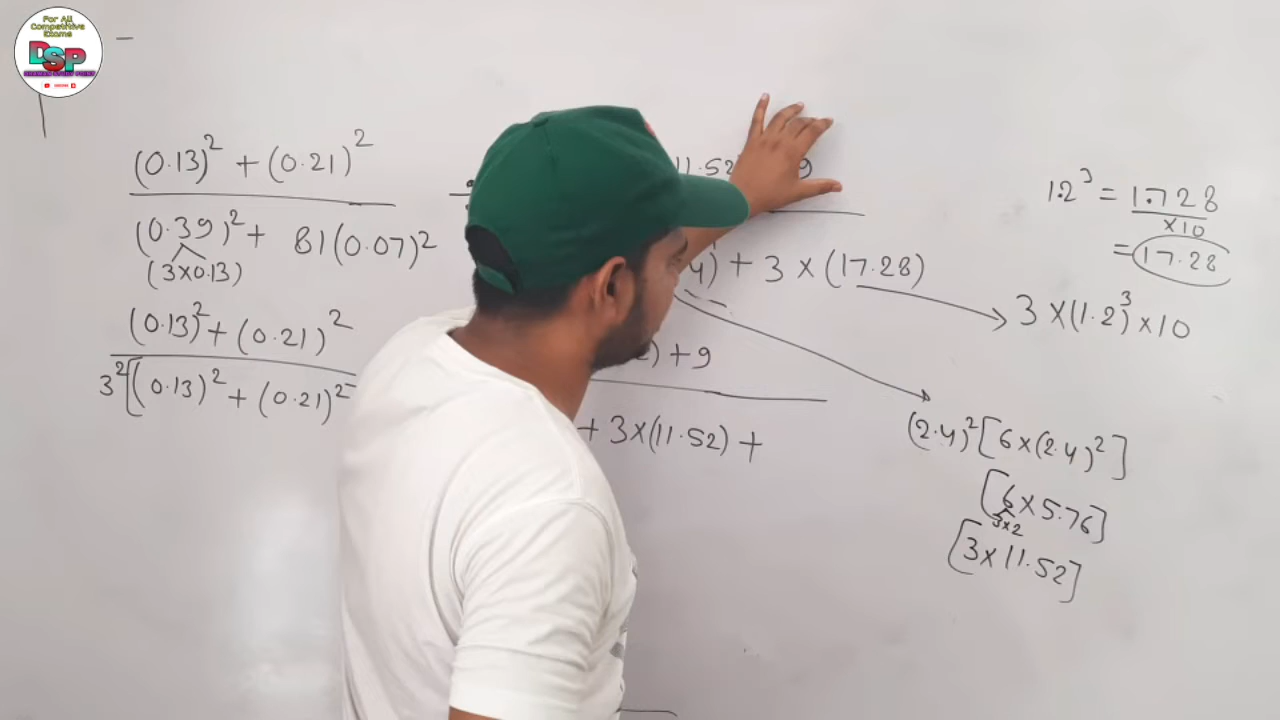 For All
Competitive
Exams
DSP
(0.13)² + (0.21)²
(0.39)² + 81(0.07)²
(3×0.13)
(0.13)² + (0.21)²
3²[(0.13)² + (0.21)²
÷
11.52 9
4) + 3 × (17.28)
) + 9
+ 3×(11.52) +
1.2³ = 1.728
×10
= 17.28
3 × (1.2)³ × 10
(2.4)² [6×(2.4)²]
[6 × 5.76]
3×2
[3 × 11.52]